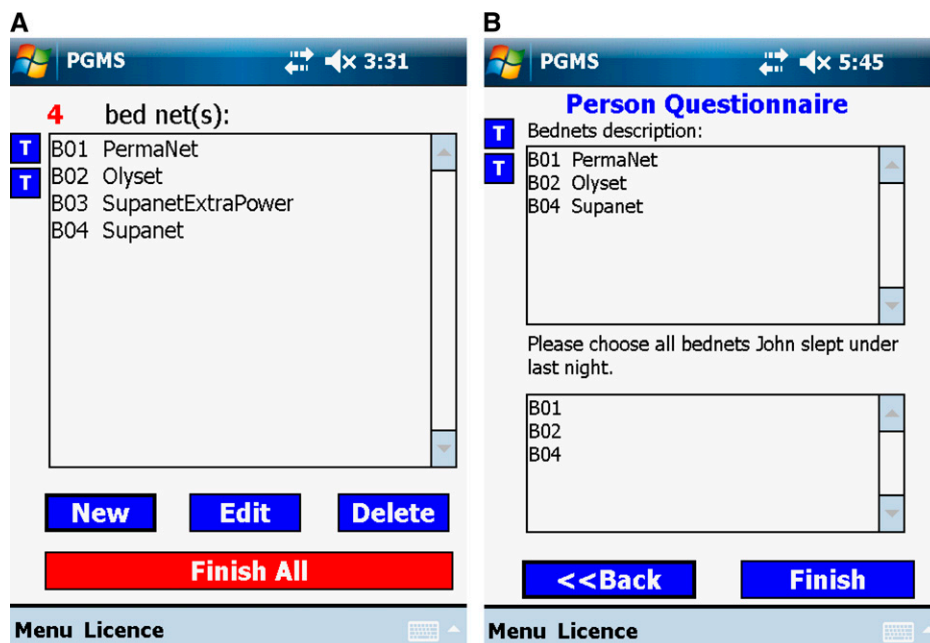 A
PGMS 3:31
4 bed net(s):
T
T
B01 PermaNet
B02 Olyset
B03 SupanetExtraPower
B04 Supanet
New Edit Delete
Finish All
Menu Licence
B
PGMS 5:45
Person Questionnaire
T
T
Bednets description:
B01 PermaNet
B02 Olyset
B04 Supanet
Please choose all bednets John slept under
last night.
B01
B02
B04
<<Back Finish
Menu Licence